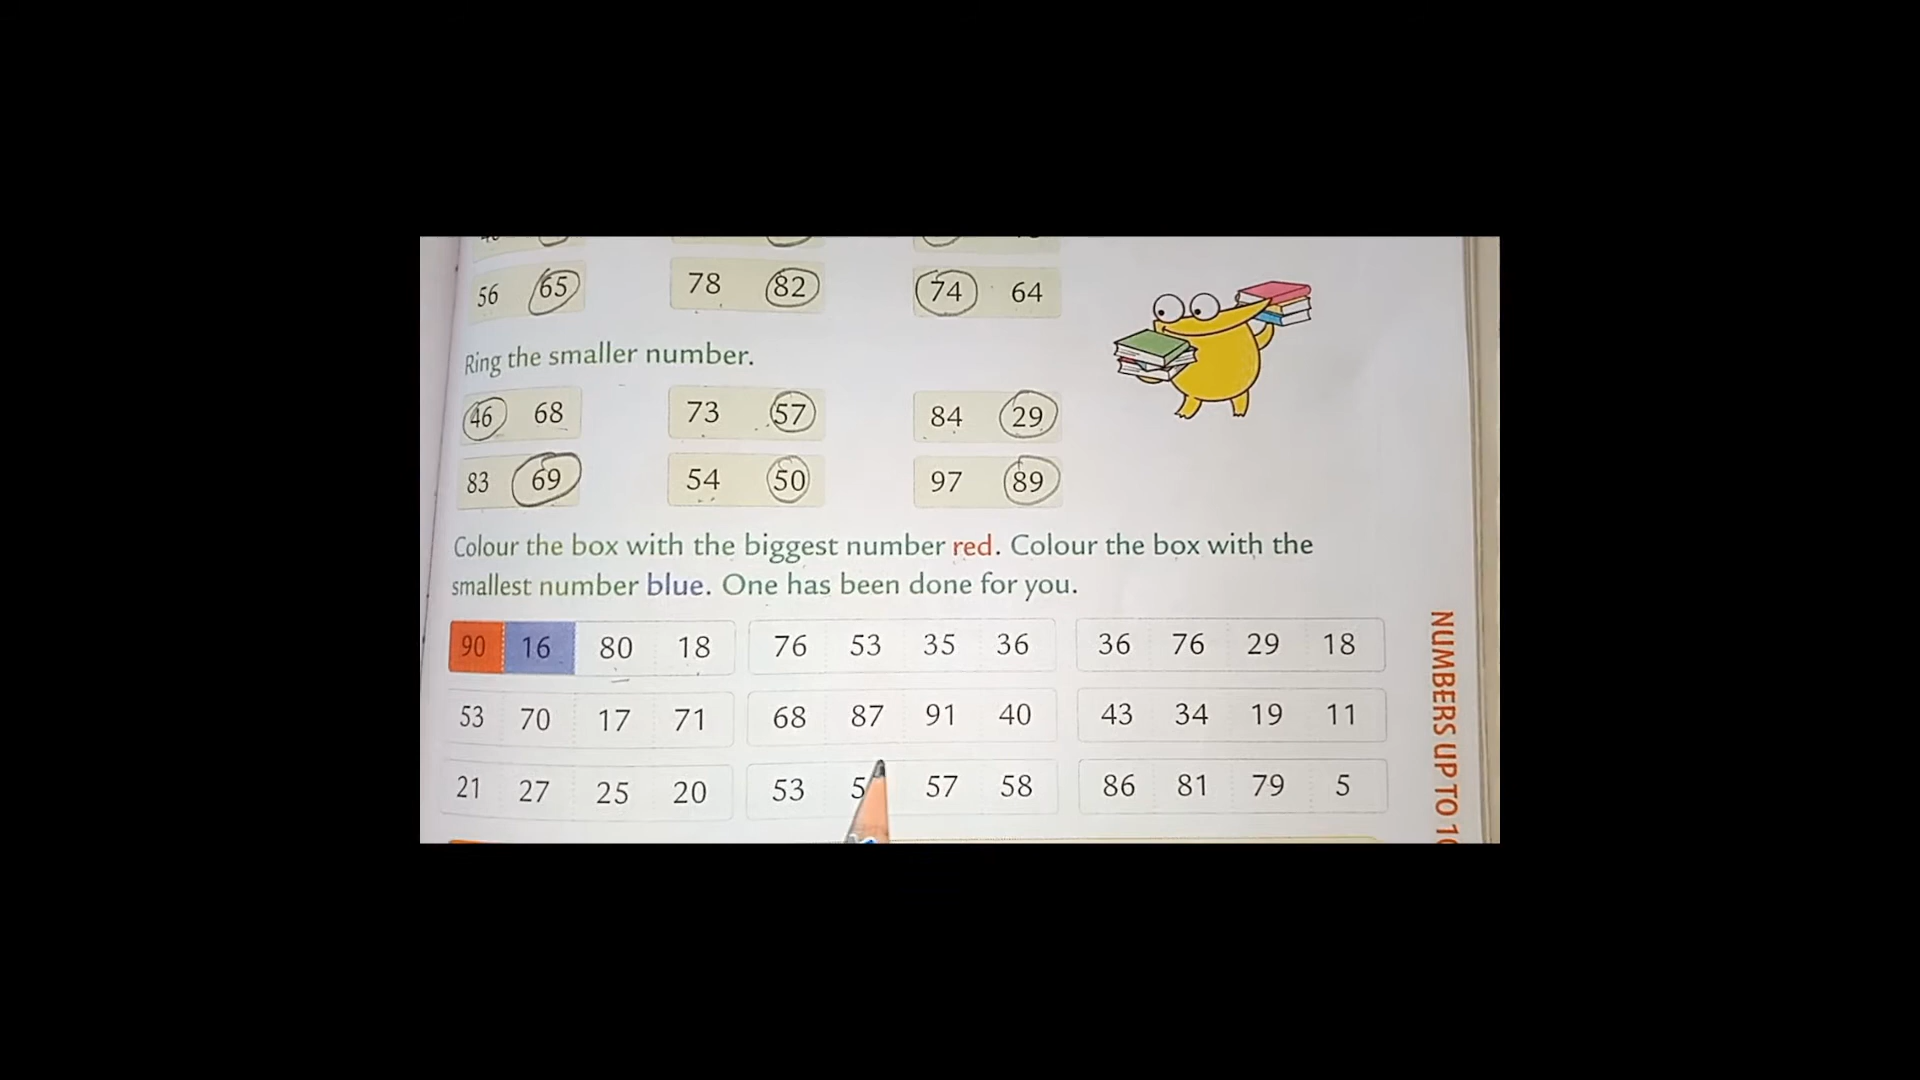 56 65 78 82 74 64
Ring the smaller number.
46 68 73 57 84 29
83 69 54 50 97 89
Colour the box with the biggest number red. Colour the box with the
smallest number blue. One has been done for you.
90 16 80 18 76 53 35 36 36 76 29 18
53 70 17 71 68 87 91 40 43 34 19 11
21 27 25 20 53 57 58 86 81 79 5
NUMBERS UP TO